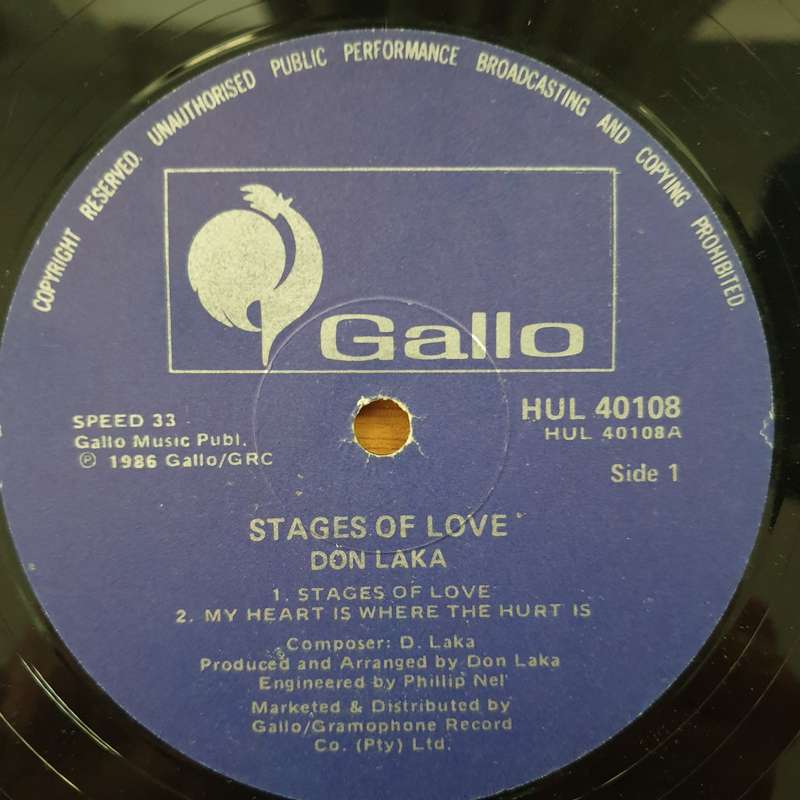 COPYRIGHT RESERVED. UNAUTHORISED PUBLIC PERFORMANCE BROADCASTING AND COPYING PROHIBITED.
Gallo
SPEED 33
Gallo Music Publ.
℗ 1986 Gallo/GRC
HUL 40108
HUL 40108A
Side 1
STAGES OF LOVE
DON LAKA
1. STAGES OF LOVE
2. MY HEART IS WHERE THE HURT IS
Composer: D. Laka
Produced and Arranged by Don Laka
Engineered by Phillip Nel
Marketed & Distributed by
Gallo/Gramophone Record
Co. (Pty) Ltd.